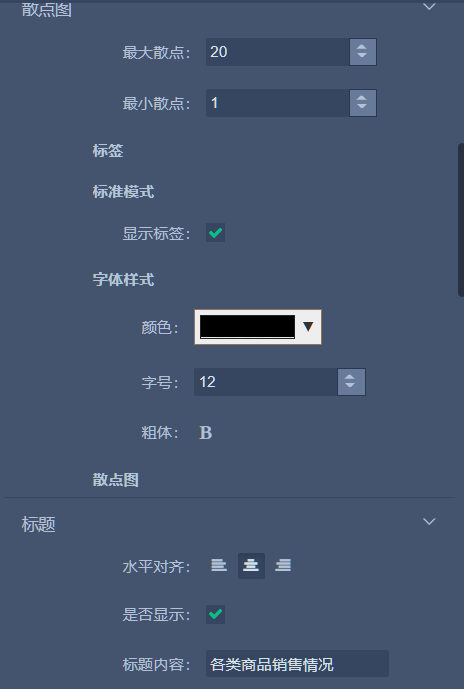 散点图
最大散点： 20
最小散点： 1
标签
标准模式
显示标签：
字体样式
颜色：
字号： 12
粗体： B
散点图
标题
水平对齐：
是否显示：
标题内容： 各类商品销售情况